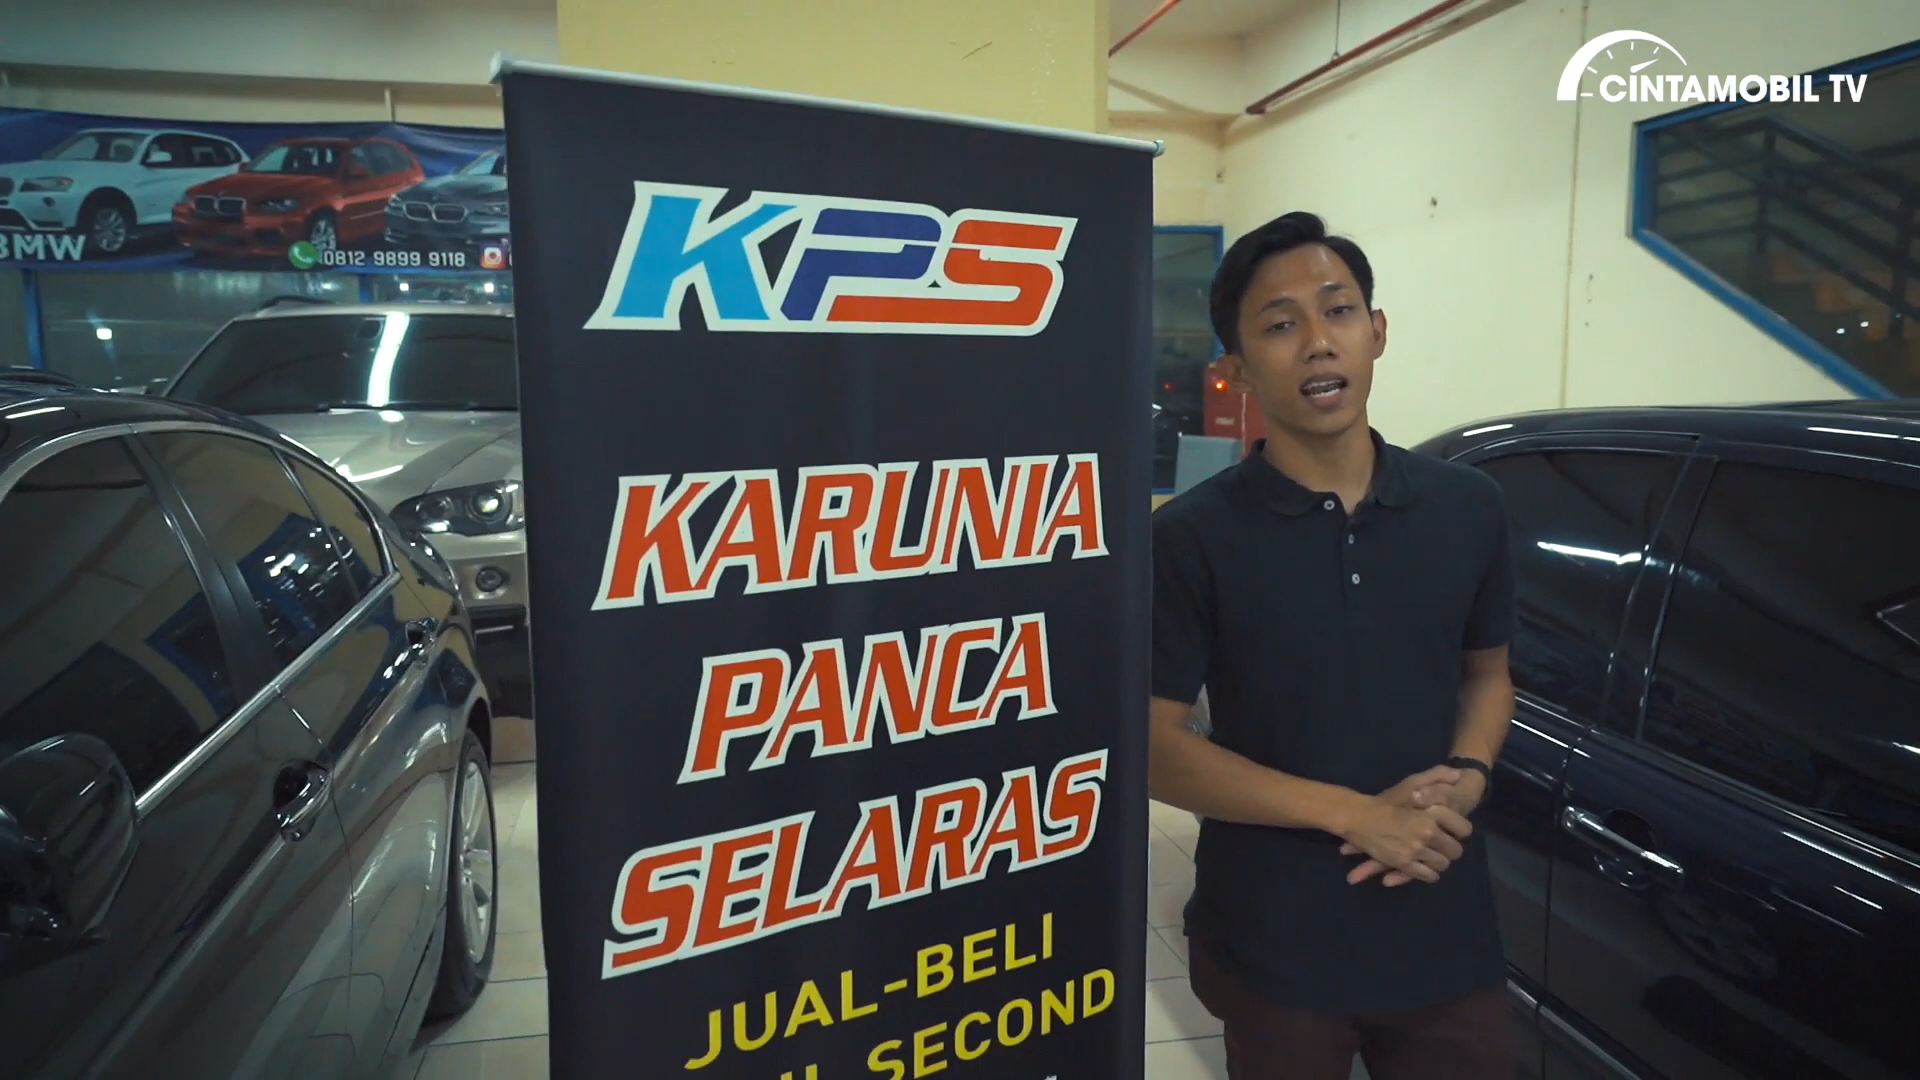 CINTAMOBIL TV
BMW
0812 9899 9118
KPS
KARUNIA
PANCA
SELARAS
JUAL-BELI
SECOND